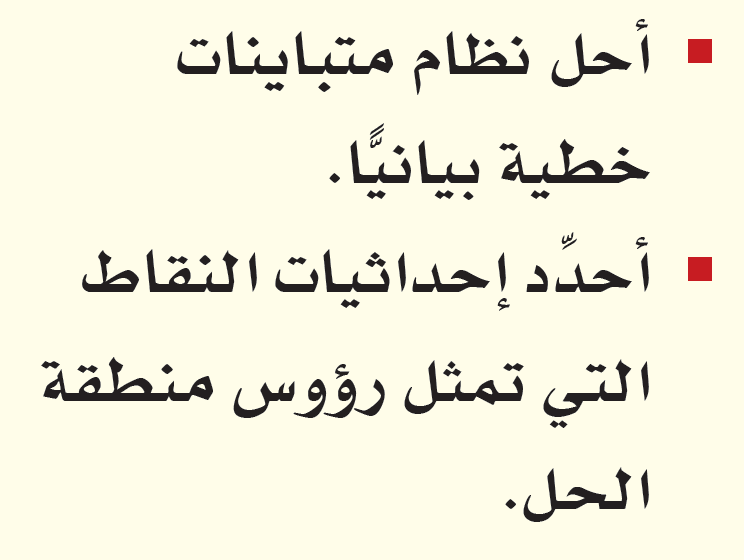 أحل نظام متباينات
خطية بيانيًّا.
أحدِّد إحداثيات النقاط
التي تمثل رؤوس منطقة
الحل.